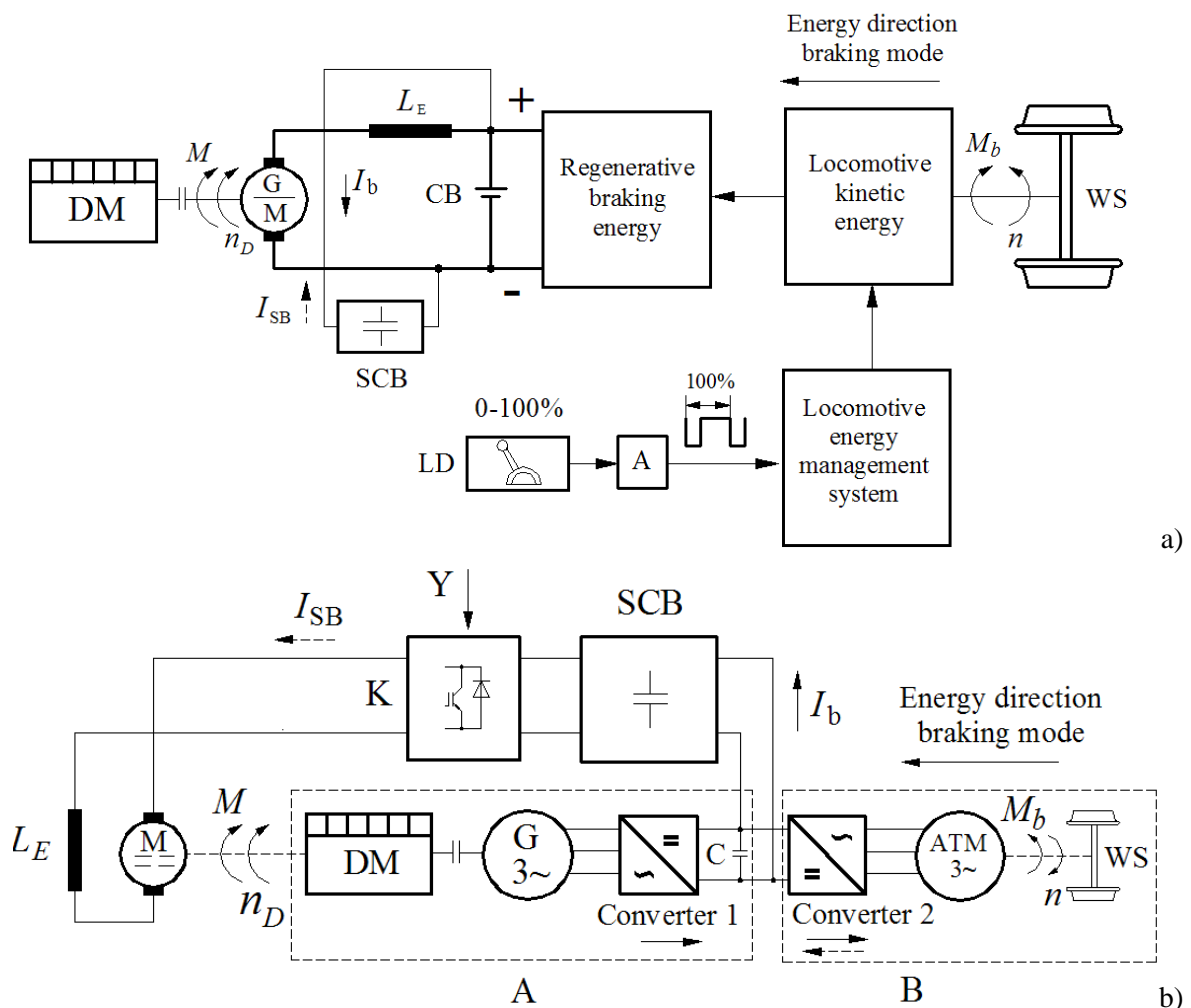 Energy direction
braking mode
L_E
+
M
G
M
DM
n_D
I_b
CB
Regenerative
braking
energy
Locomotive
kinetic
energy
M_b
WS
n
-
I_SB
SCB
100%
0-100%
LD
A
Locomotive
energy
management
system
a)
Y
SCB
I_SB
K
I_b
Energy direction
braking mode
L_E
M
M
n_D
DM
G
3~
=
~
C
~
=
ATM
3~
M_b
WS
n
Converter 1
Converter 2
A
B
b)